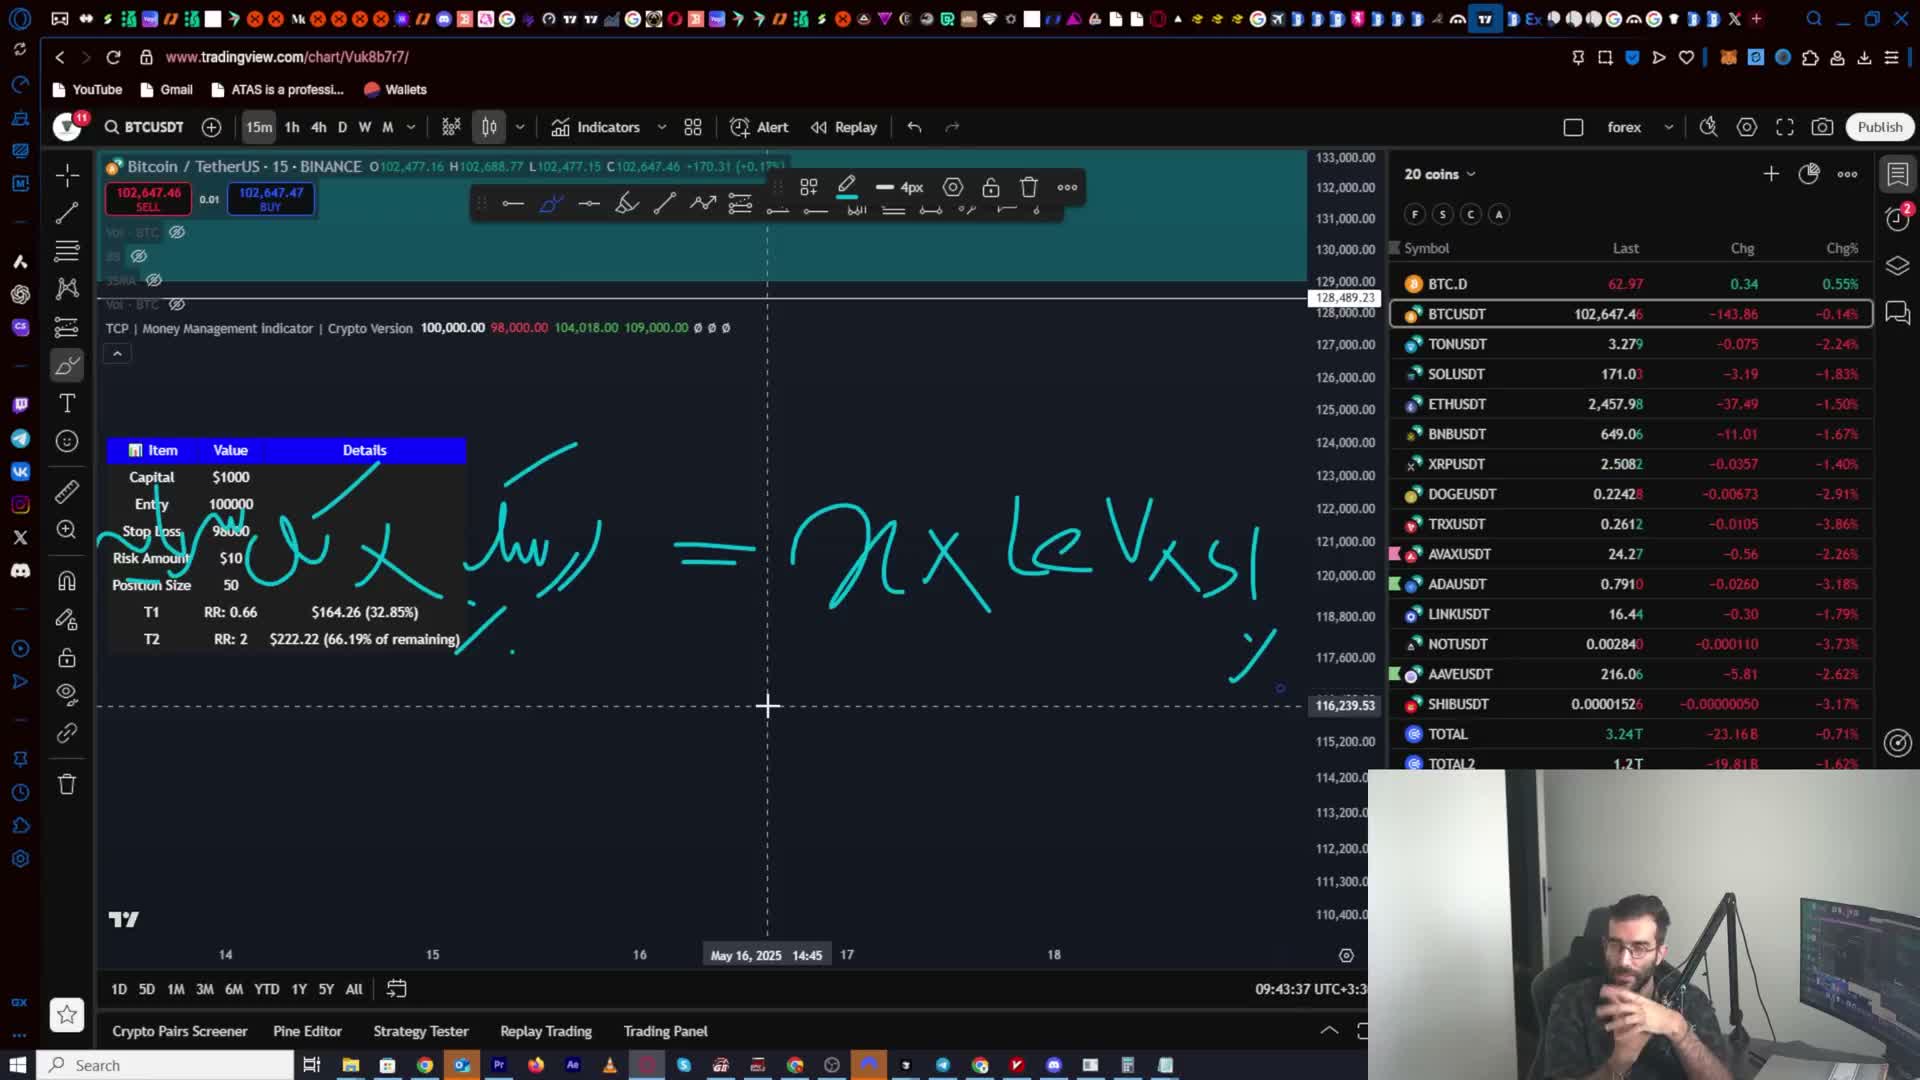 www.tradingview.com/chart/Vuk8b7r7/
YouTube Gmail ATAS is a professi... Wallets
11 BTCUSDT 15m 1h 4h D W M Indicators Alert Replay forex Publish
Bitcoin / TetherUS · 15 · BINANCE O102,477.16 H102,688.77 L102,477.15 C102,647.46 +170.31 (+0.17%)
102,647.46 SELL 0.01 102,647.47 BUY
4px
Vol · BTC
BB
3SMA
Vol · BTC
TCP | Money Management indicator | Crypto Version 100,000.00 98,000.00 104,018.00 109,000.00 Ø Ø Ø
Item Value Details
Capital $1000
Entry 100000
Stop Loss 98000
Risk Amount $10
Position Size 50
T1 RR: 0.66 $164.26 (32.85%)
T2 RR: 2 $222.22 (66.19% of remaining)
= x x Lev x SL
%
133,000.00
132,000.00
131,000.00
130,000.00
129,000.00
128,489.23
128,000.00
127,000.00
126,000.00
125,000.00
124,000.00
123,000.00
122,000.00
121,000.00
120,000.00
118,800.00
117,600.00
116,239.53
115,200.00
114,200.00
113,200.00
112,200.00
111,300.00
110,400.00
14 15 16 May 16, 2025 14:45 17 18
1D 5D 1M 3M 6M YTD 1Y 5Y All
09:43:37 UTC+3:3
Crypto Pairs Screener Pine Editor Strategy Tester Replay Trading Trading Panel
20 coins
F S C A
2
Symbol Last Chg Chg%
BTC.D 62.97 0.34 0.55%
BTCUSDT 102,647.46 −143.86 −0.14%
TONUSDT 3.279 −0.075 −2.24%
SOLUSDT 171.03 −3.19 −1.83%
ETHUSDT 2,457.98 −37.49 −1.50%
BNBUSDT 649.06 −11.01 −1.67%
XRPUSDT 2.5082 −0.0357 −1.40%
DOGEUSDT 0.22428 −0.00673 −2.91%
TRXUSDT 0.2612 −0.0105 −3.86%
AVAXUSDT 24.27 −0.56 −2.26%
ADAUSDT 0.7910 −0.0260 −3.18%
LINKUSDT 16.44 −0.30 −1.79%
NOTUSDT 0.002840 −0.000110 −3.73%
AAVEUSDT 216.06 −5.81 −2.62%
SHIBUSDT 0.00001526 −0.00000050 −3.17%
TOTAL 3.24T −23.16B −0.71%
TOTAL2 1.2T −19.81B −1.62%
Search